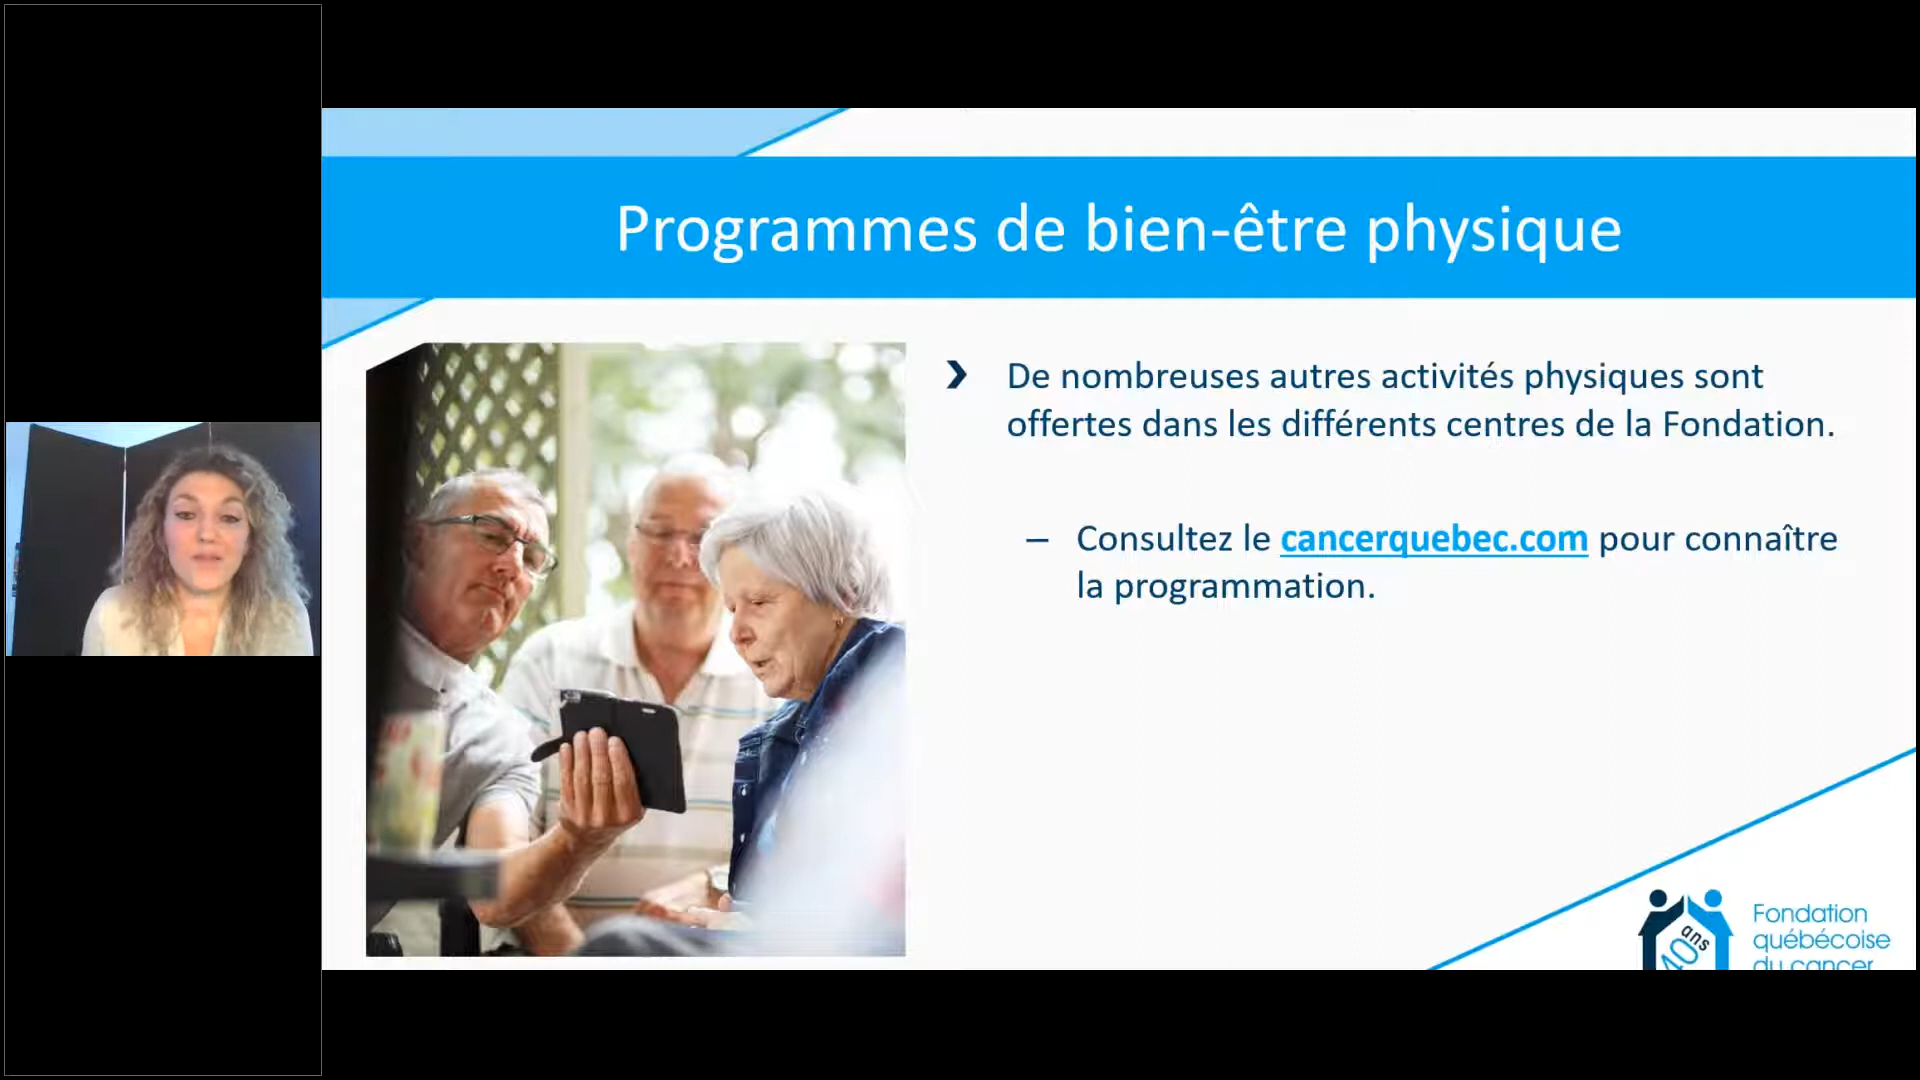 Programmes de bien-être physique
De nombreuses autres activités physiques sont
offertes dans les différents centres de la Fondation.
– Consultez le cancerquebec.com pour connaître
la programmation.
40 ans
Fondation
québécoise
du cancer